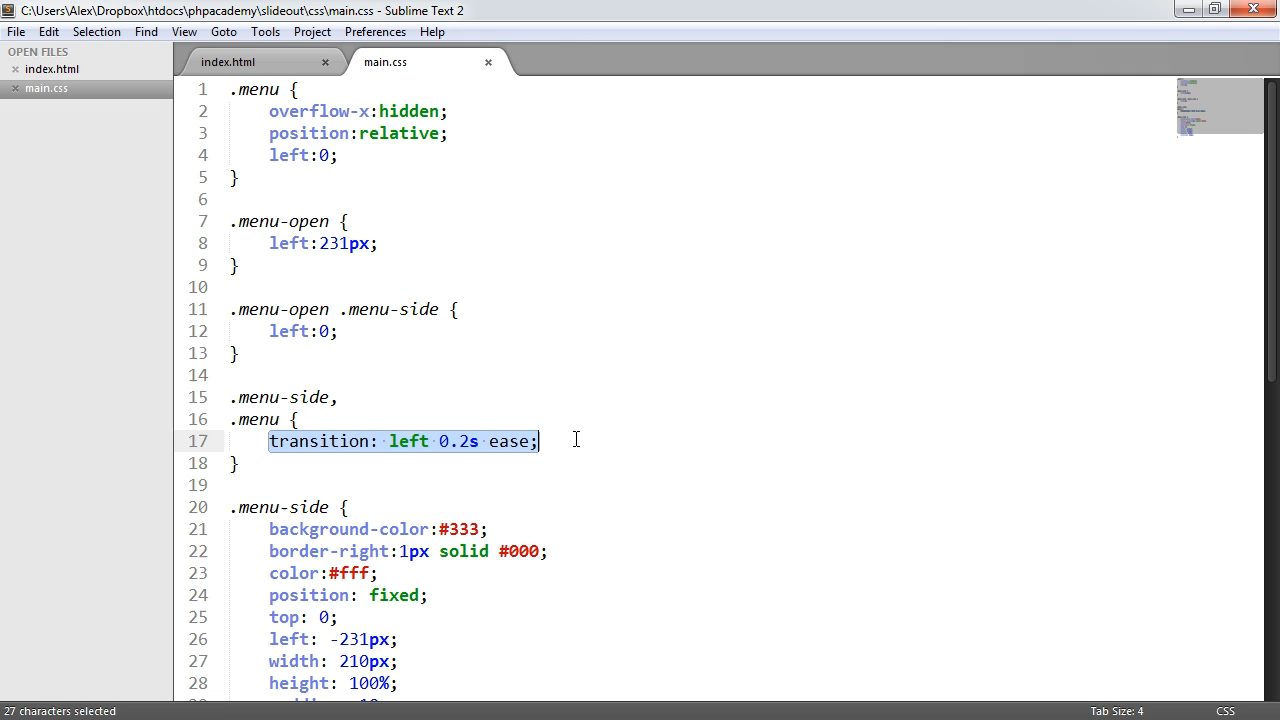 C:\Users\Alex\Dropbox\htdocs\phpacademy\slideout\css\main.css - Sublime Text 2
File Edit Selection Find View Goto Tools Project Preferences Help
OPEN FILES
index.html
main.css
index.html main.css
1 .menu {
2 overflow-x:hidden;
3 position:relative;
4 left:0;
5 }
6
7 .menu-open {
8 left:231px;
9 }
10
11 .menu-open .menu-side {
12 left:0;
13 }
14
15 .menu-side,
16 .menu {
17 transition: left 0.2s ease;
18 }
19
20 .menu-side {
21 background-color:#333;
22 border-right:1px solid #000;
23 color:#fff;
24 position: fixed;
25 top: 0;
26 left: -231px;
27 width: 210px;
28 height: 100%;
27 characters selected
Tab Size: 4
CSS